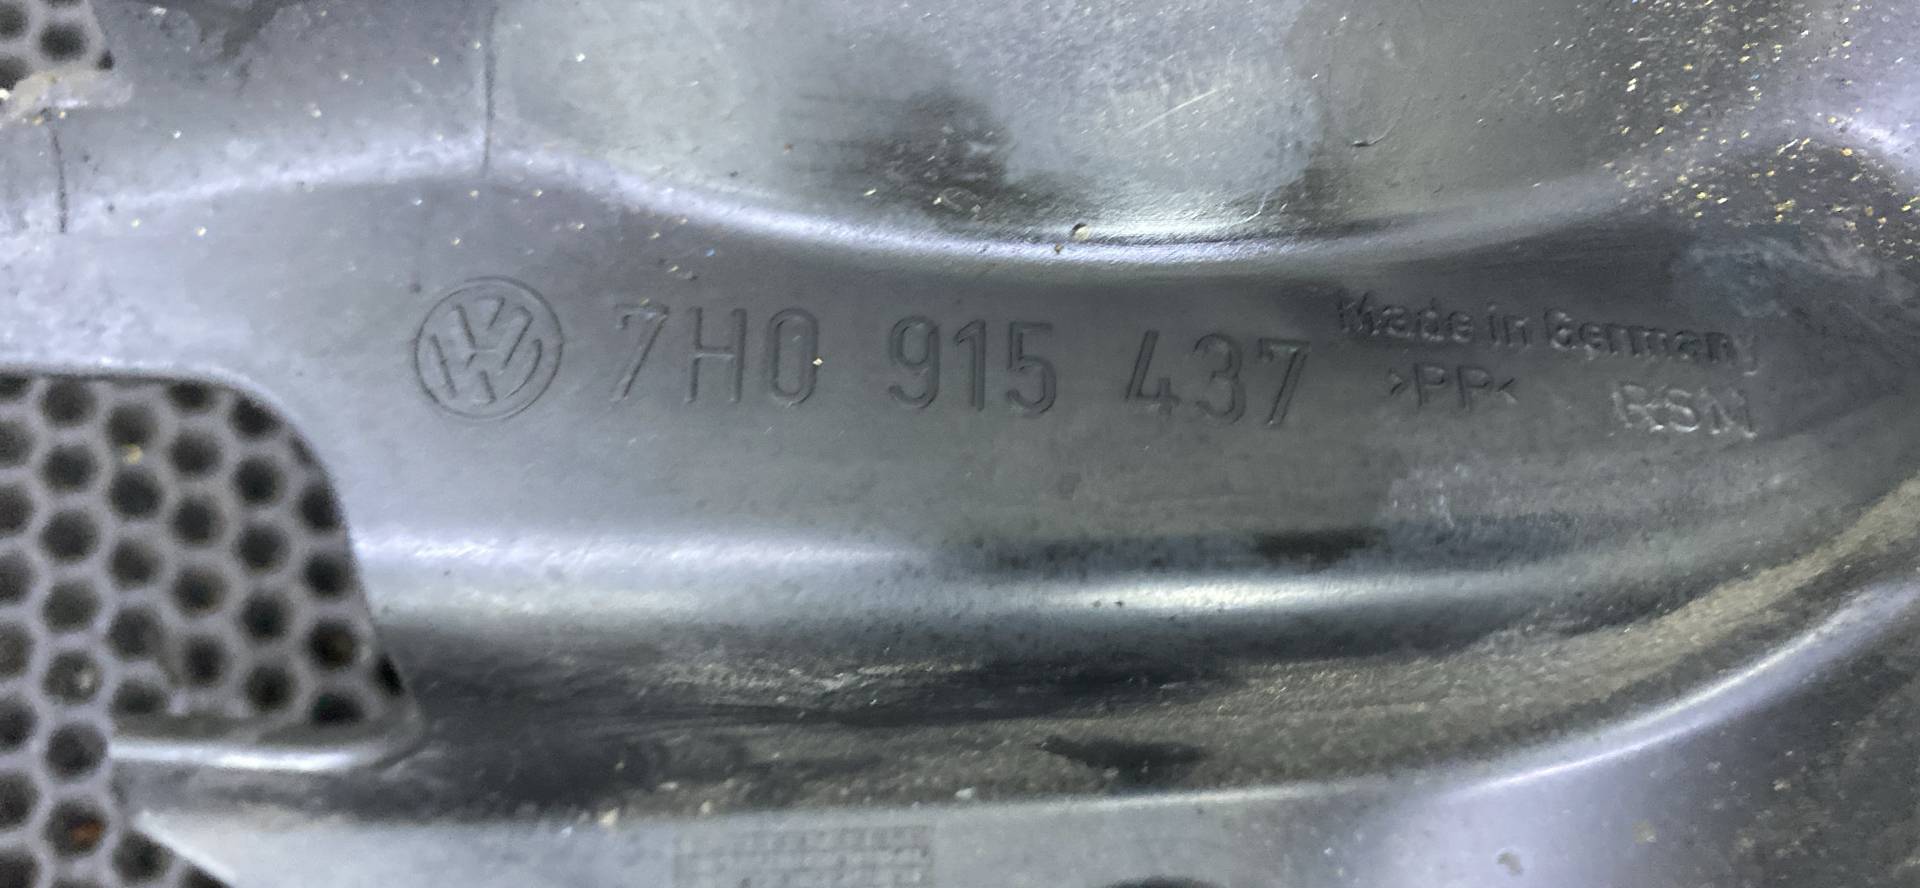 7H0 915 437
Made in Germany
>PP<
RSM